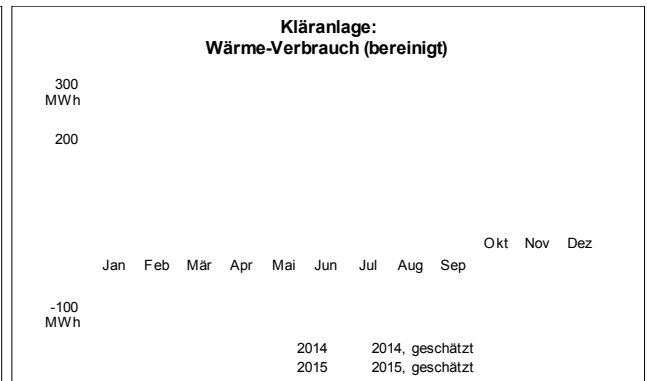 Kläranlage:
Wärme-Verbrauch (bereinigt)
300
MWh
200
Okt Nov Dez
Jan Feb Mär Apr Mai Jun Jul Aug Sep
-100
MWh
2014 2014, geschätzt
2015 2015, geschätzt